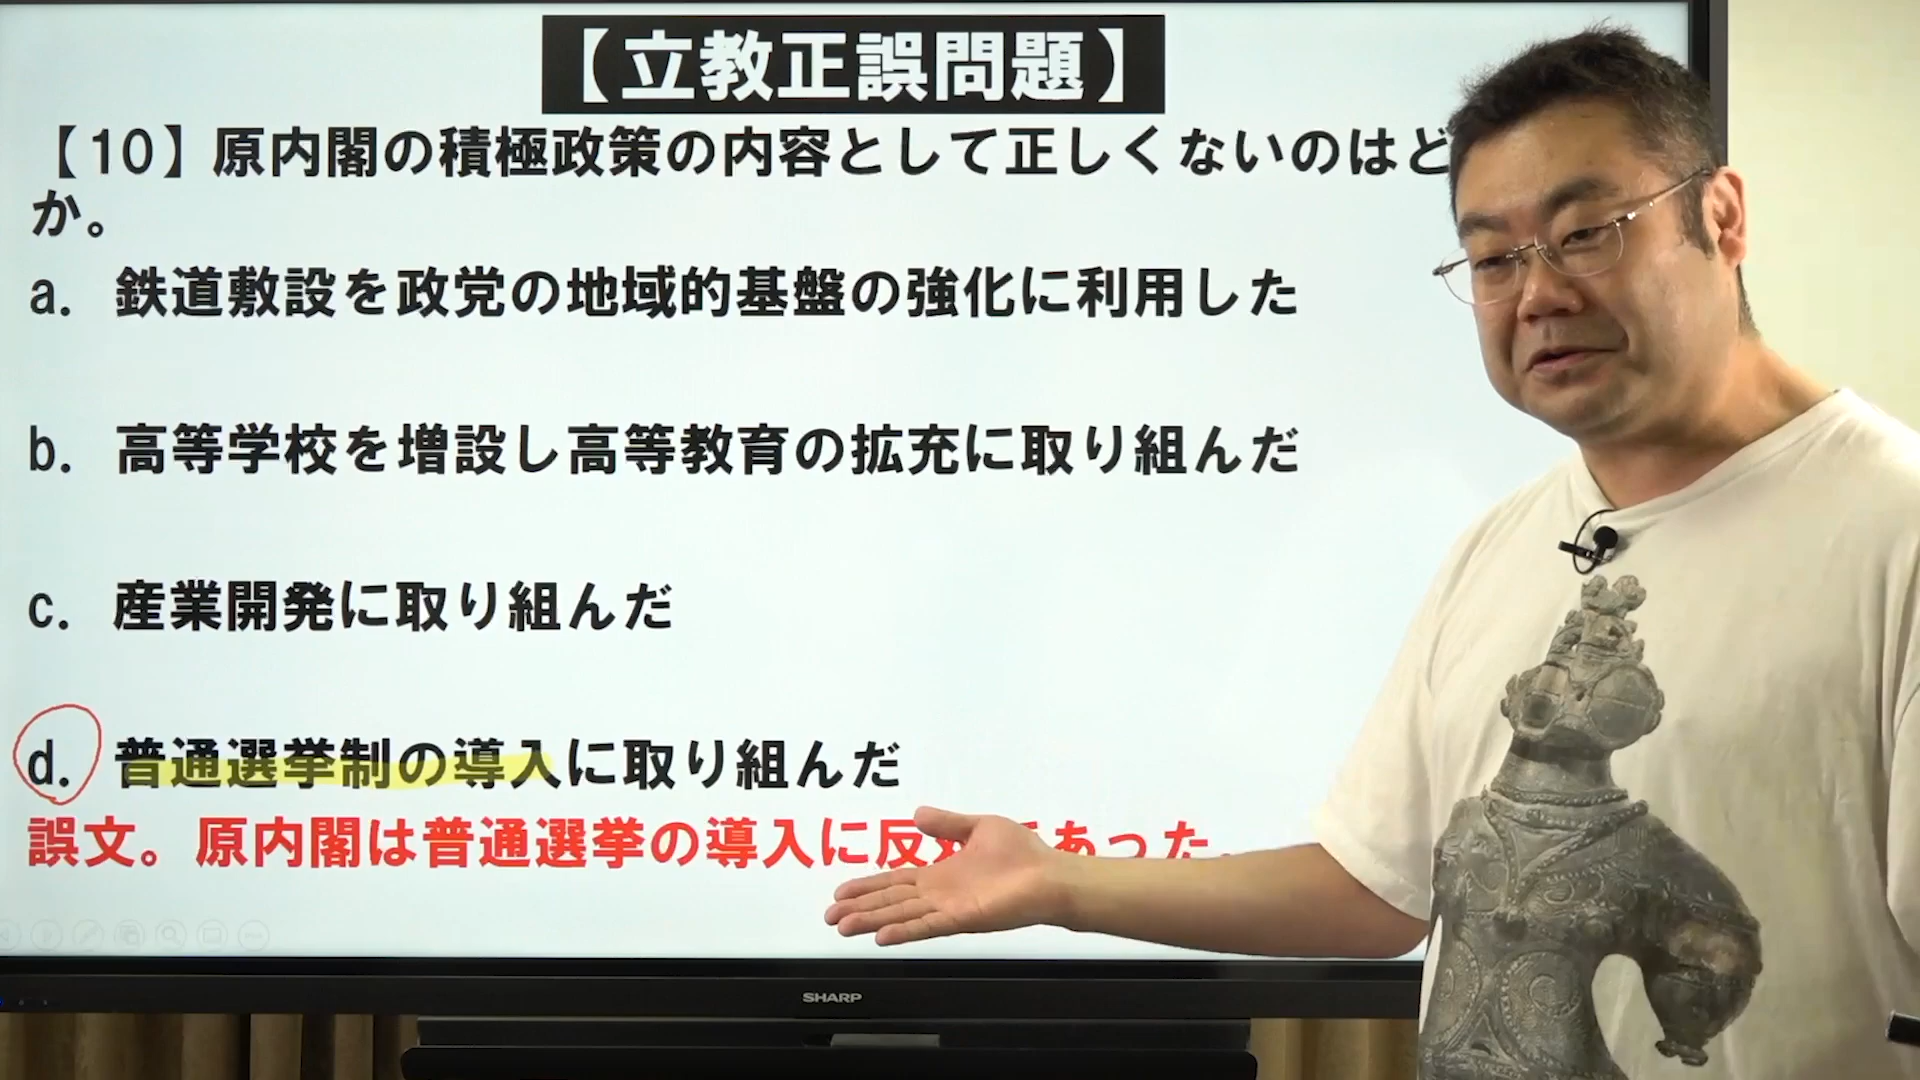 【立教正誤問題】
【10】原内閣の積極政策の内容として正しくないのはど
か。
a. 鉄道敷設を政党の地域的基盤の強化に利用した
b. 高等学校を増設し高等教育の拡充に取り組んだ
c. 産業開発に取り組んだ
d. 普通選挙制の導入に取り組んだ
誤文。原内閣は普通選挙の導入に反対であった。
SHARP